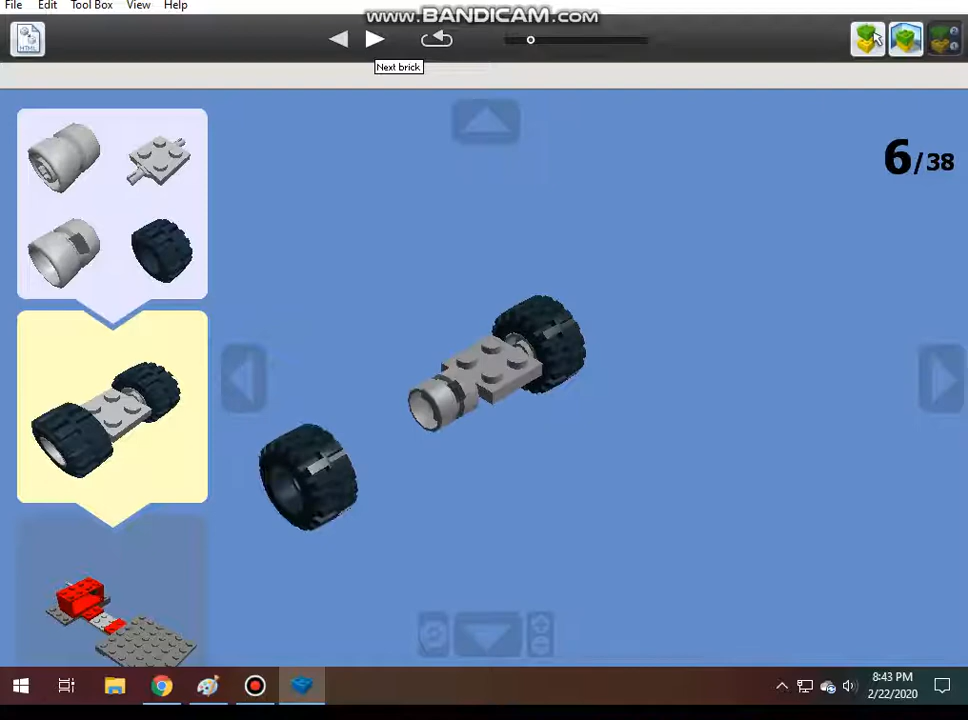 File Edit Tool Box View Help
WWW.BANDICAM.COM
HTML
Next brick
6/38
8:43 PM
2/22/2020